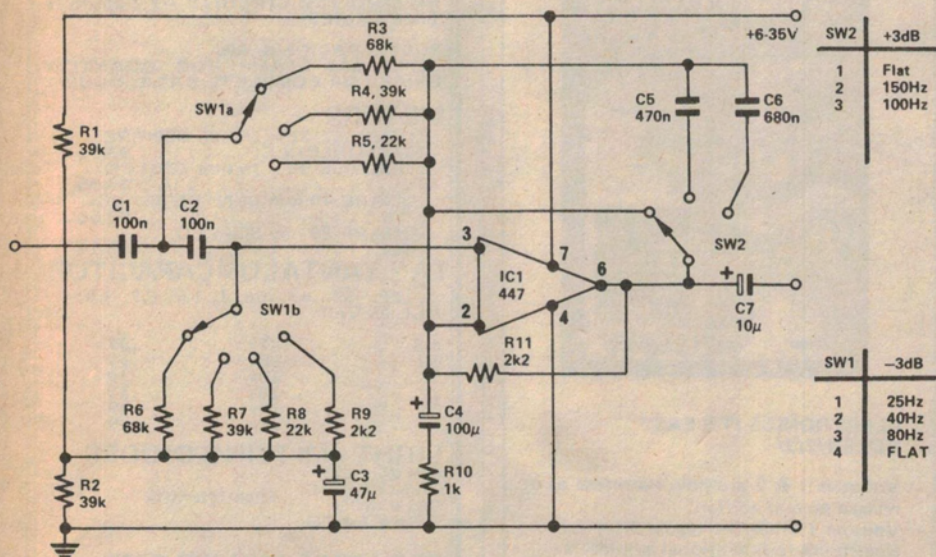 R3
68k
+6-35V
SW2 +3dB
1 Flat
2 150Hz
3 100Hz
SW1a
R4, 39k
R5, 22k
C5
470n
C6
680n
R1
39k
C1
100n
C2
100n
3
7
IC1
447
6
2
4
SW2
+
C7
10μ
SW1b
R11
2k2
SW1 –3dB
1 25Hz
2 40Hz
3 80Hz
4 FLAT
R6
68k
R7
39k
R8
22k
R9
2k2
+
C4
100μ
R2
39k
+
C3
47μ
R10
1k